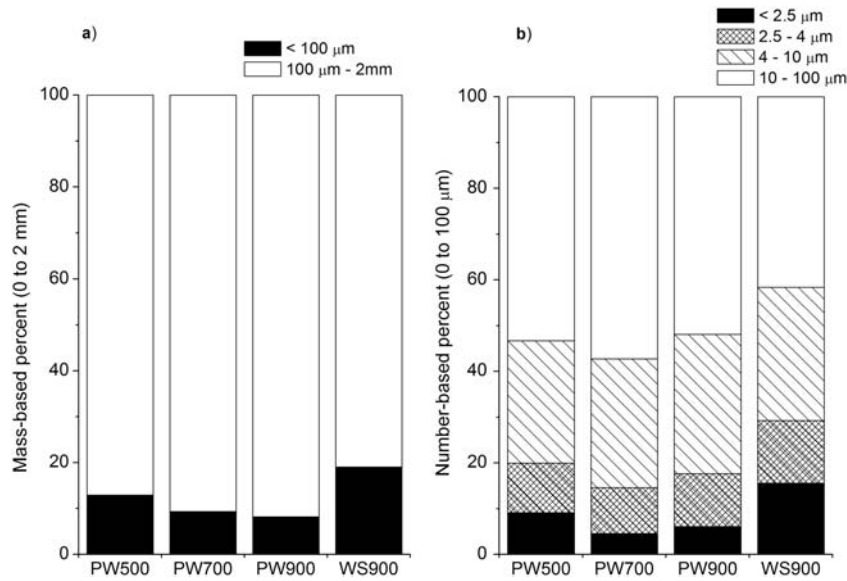 a)
< 100 μm
100 μm - 2mm
Mass-based percent (0 to 2 mm)
100
80
60
40
20
0
PW500 PW700 PW900 WS900
b)
< 2.5 μm
2.5 - 4 μm
4 - 10 μm
10 - 100 μm
Number-based percent (0 to 100 μm)
100
80
60
40
20
0
PW500 PW700 PW900 WS900